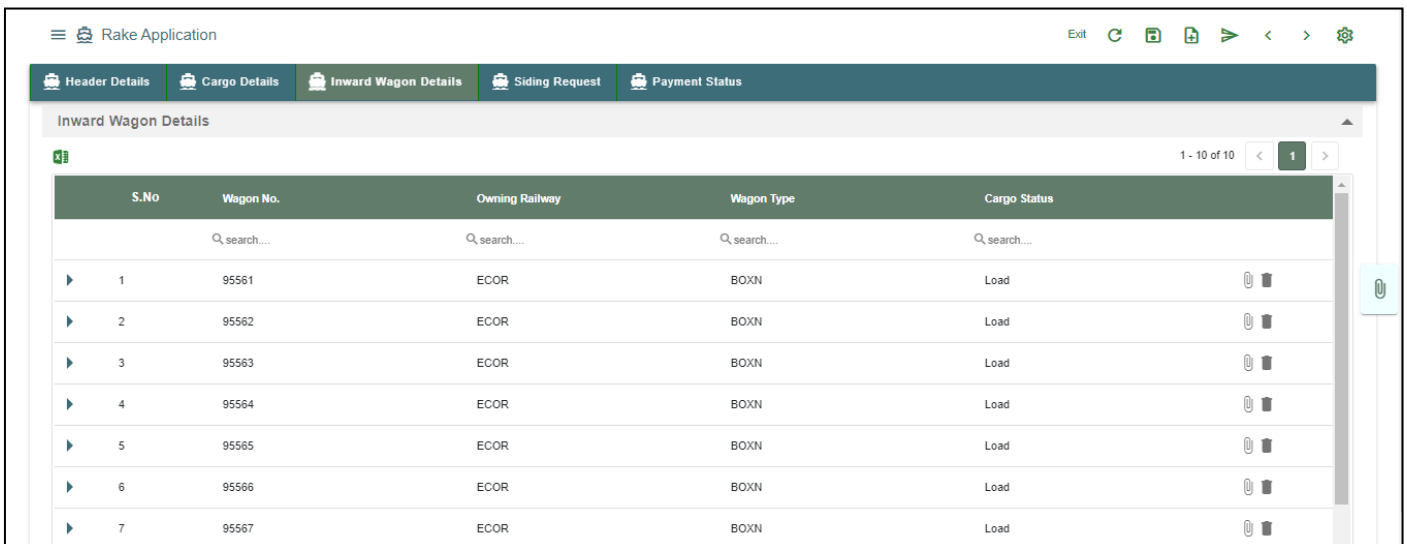 Rake Application Exit
Header Details Cargo Details Inward Wagon Details Siding Request Payment Status
Inward Wagon Details
1 - 10 of 10 < 1 >
S.No Wagon No. Owning Railway Wagon Type Cargo Status
search.... search.... search.... search....
1 95561 ECOR BOXN Load
2 95562 ECOR BOXN Load
3 95563 ECOR BOXN Load
4 95564 ECOR BOXN Load
5 95565 ECOR BOXN Load
6 95566 ECOR BOXN Load
7 95567 ECOR BOXN Load